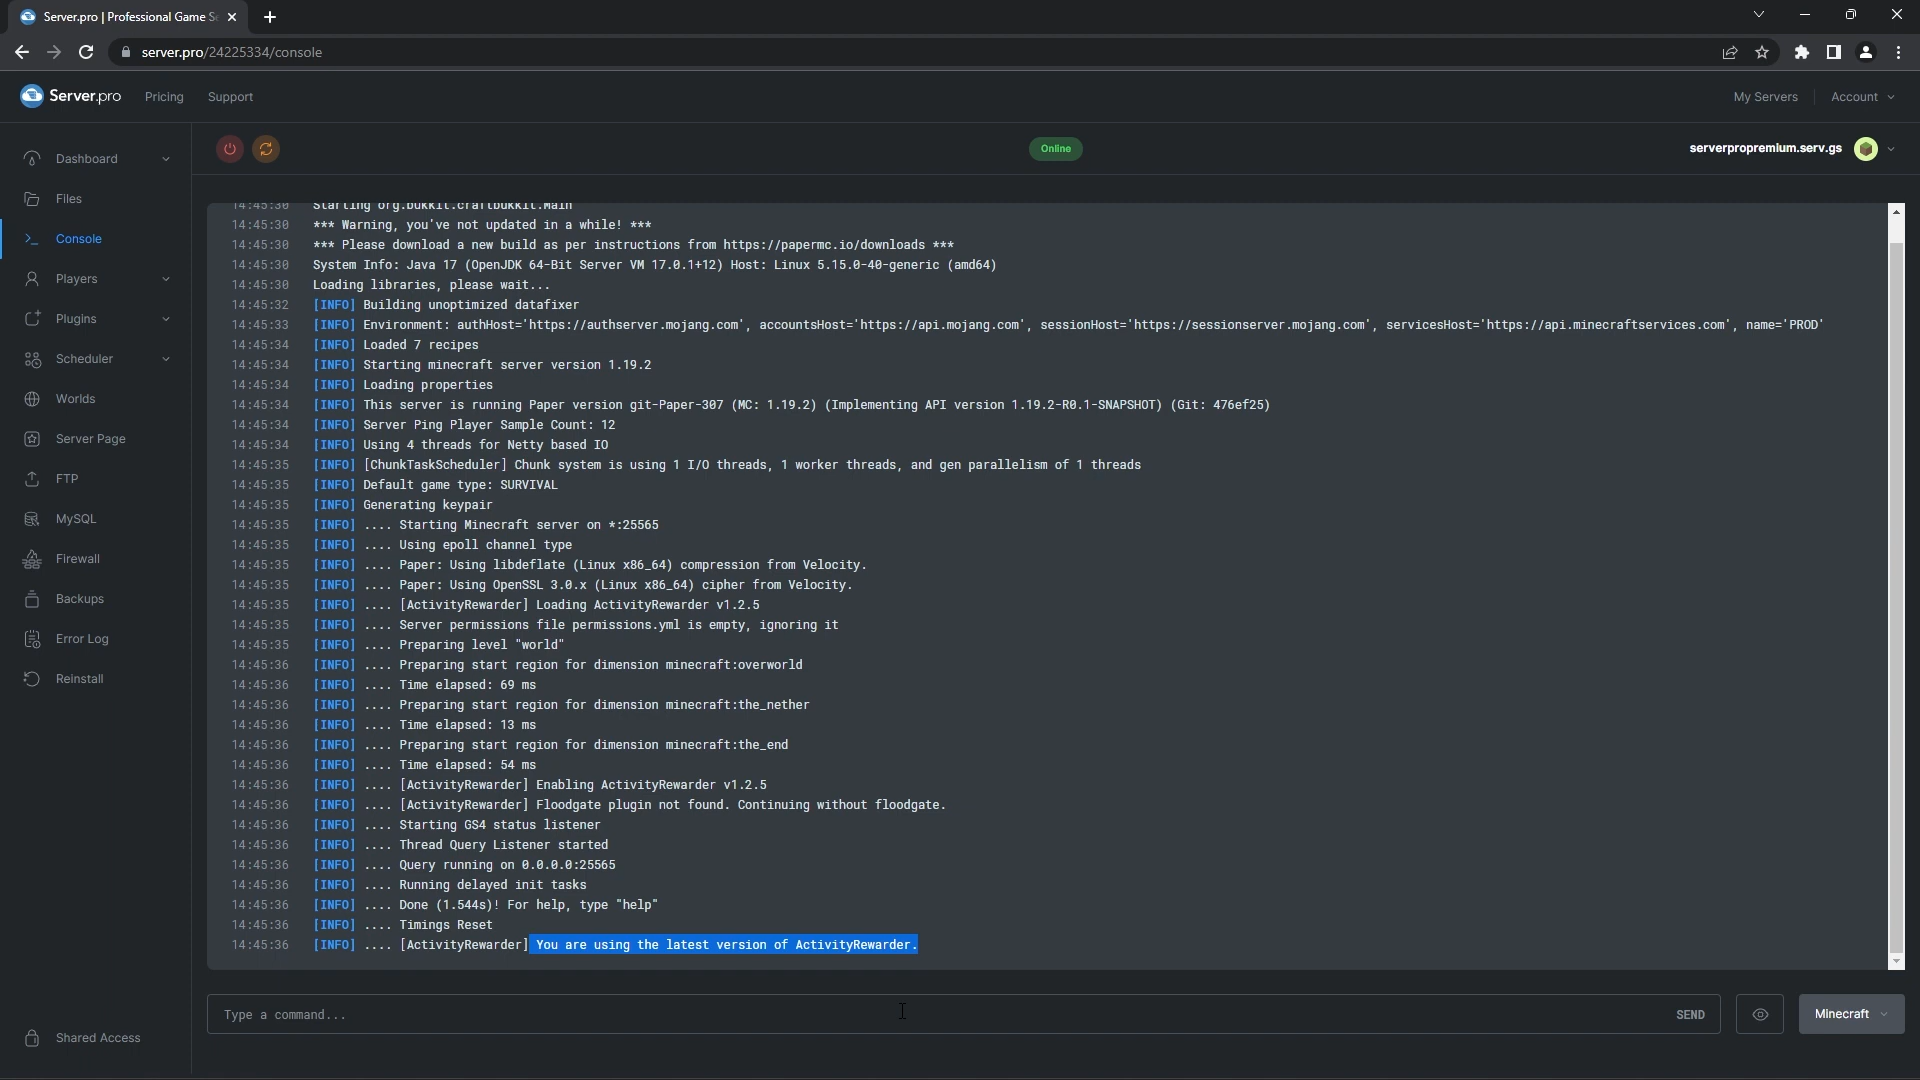 Server.pro | Professional Game S
server.pro/24225334/console
Server.pro
Pricing
Support
My Servers
Account
Dashboard
Files
Console
Players
Plugins
Scheduler
Worlds
Server Page
FTP
MySQL
Firewall
Backups
Error Log
Reinstall
Shared Access
Online
serverpropremium.serv.gs
14:45:30 Starting org.bukkit.craftbukkit.Main
14:45:30 *** Warning, you've not updated in a while! ***
14:45:30 *** Please download a new build as per instructions from https://papermc.io/downloads ***
14:45:30 System Info: Java 17 (OpenJDK 64-Bit Server VM 17.0.1+12) Host: Linux 5.15.0-40-generic (amd64)
14:45:30 Loading libraries, please wait...
14:45:32 [INFO] Building unoptimized datafixer
14:45:33 [INFO] Environment: authHost='https://authserver.mojang.com', accountsHost='https://api.mojang.com', sessionHost='https://sessionserver.mojang.com', servicesHost='https://api.minecraftservices.com', name='PROD'
14:45:34 [INFO] Loaded 7 recipes
14:45:34 [INFO] Starting minecraft server version 1.19.2
14:45:34 [INFO] Loading properties
14:45:34 [INFO] This server is running Paper version git-Paper-307 (MC: 1.19.2) (Implementing API version 1.19.2-R0.1-SNAPSHOT) (Git: 476ef25)
14:45:34 [INFO] Server Ping Player Sample Count: 12
14:45:34 [INFO] Using 4 threads for Netty based IO
14:45:35 [INFO] [ChunkTaskScheduler] Chunk system is using 1 I/O threads, 1 worker threads, and gen parallelism of 1 threads
14:45:35 [INFO] Default game type: SURVIVAL
14:45:35 [INFO] Generating keypair
14:45:35 [INFO] .... Starting Minecraft server on *:25565
14:45:35 [INFO] .... Using epoll channel type
14:45:35 [INFO] .... Paper: Using libdeflate (Linux x86_64) compression from Velocity.
14:45:35 [INFO] .... Paper: Using OpenSSL 3.0.x (Linux x86_64) cipher from Velocity.
14:45:35 [INFO] .... [ActivityRewarder] Loading ActivityRewarder v1.2.5
14:45:35 [INFO] .... Server permissions file permissions.yml is empty, ignoring it
14:45:35 [INFO] .... Preparing level "world"
14:45:36 [INFO] .... Preparing start region for dimension minecraft:overworld
14:45:36 [INFO] .... Time elapsed: 69 ms
14:45:36 [INFO] .... Preparing start region for dimension minecraft:the_nether
14:45:36 [INFO] .... Time elapsed: 13 ms
14:45:36 [INFO] .... Preparing start region for dimension minecraft:the_end
14:45:36 [INFO] .... Time elapsed: 54 ms
14:45:36 [INFO] .... [ActivityRewarder] Enabling ActivityRewarder v1.2.5
14:45:36 [INFO] .... [ActivityRewarder] Floodgate plugin not found. Continuing without floodgate.
14:45:36 [INFO] .... Starting GS4 status listener
14:45:36 [INFO] .... Thread Query Listener started
14:45:36 [INFO] .... Query running on 0.0.0.0:25565
14:45:36 [INFO] .... Running delayed init tasks
14:45:36 [INFO] .... Done (1.544s)! For help, type "help"
14:45:36 [INFO] .... Timings Reset
14:45:36 [INFO] .... [ActivityRewarder] You are using the latest version of ActivityRewarder.
Type a command...
SEND
Minecraft